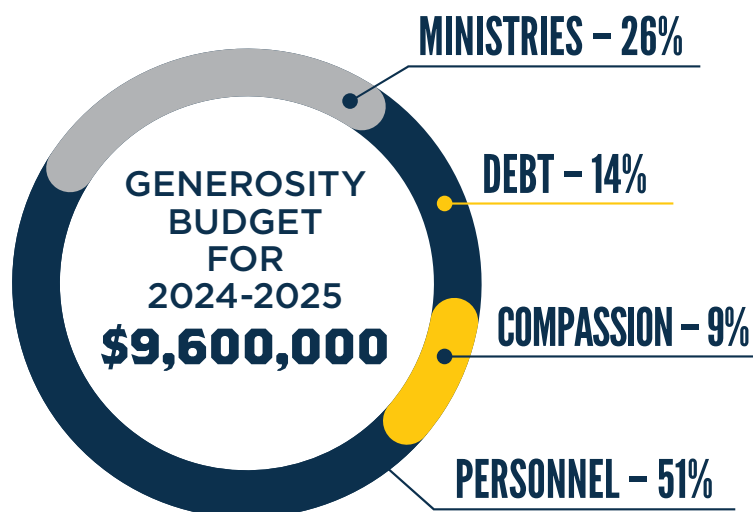 MINISTRIES – 26%
DEBT – 14%
COMPASSION – 9%
PERSONNEL – 51%
GENEROSITY
BUDGET
FOR
2024-2025
$9,600,000